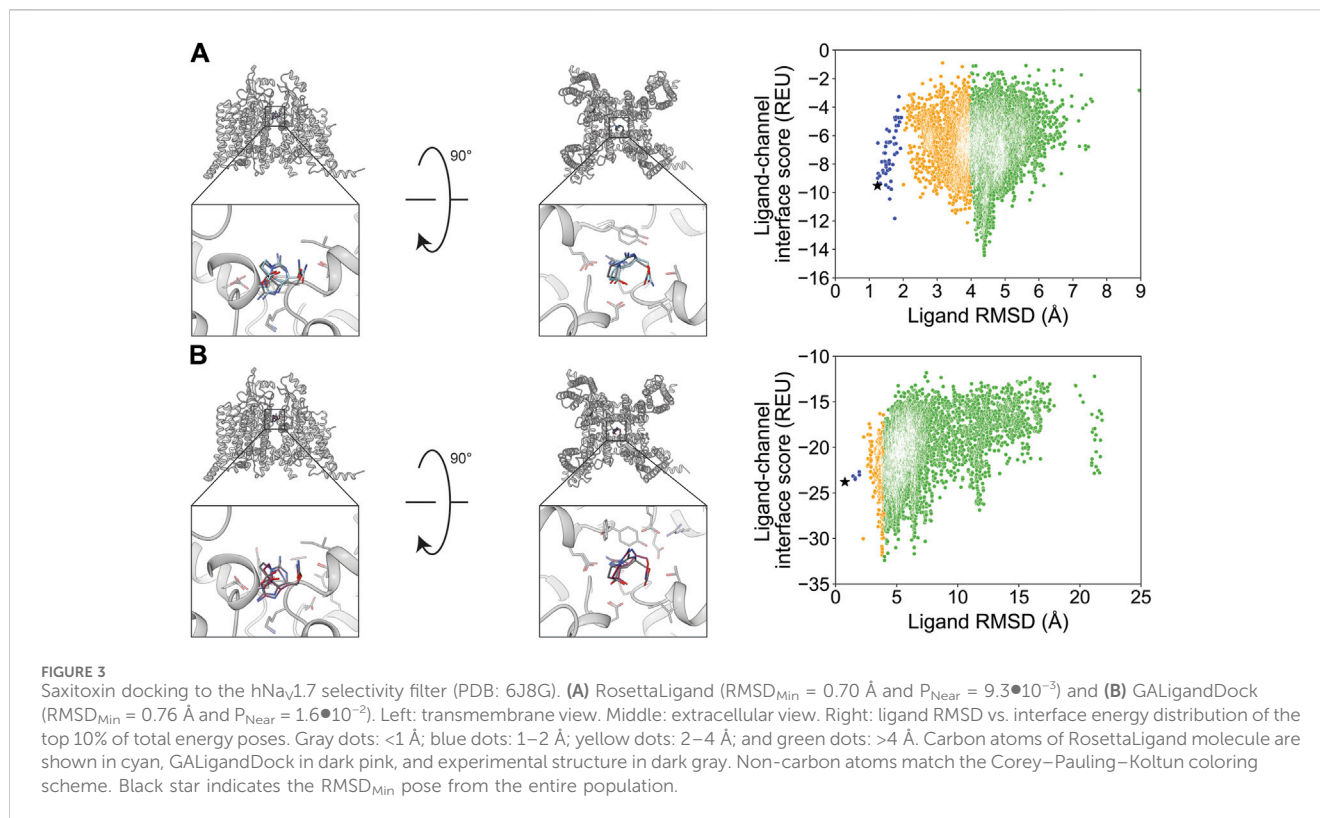 A
90°
Ligand-channel
interface score (REU)
0
−2
−4
−6
−8
−10
−12
−14
−16
0 1 2 3 4 5 6 7 8 9
Ligand RMSD (Å)
B
90°
Ligand-channel
interface score (REU)
−10
−15
−20
−25
−30
−35
0 5 10 15 20 25
Ligand RMSD (Å)
FIGURE 3
Saxitoxin docking to the hNaV1.7 selectivity filter (PDB: 6J8G). (A) RosettaLigand (RMSDMin = 0.70 Å and PNear = 9.3●10−3) and (B) GALigandDock
(RMSDMin = 0.76 Å and PNear = 1.6●10−2). Left: transmembrane view. Middle: extracellular view. Right: ligand RMSD vs. interface energy distribution of the
top 10% of total energy poses. Gray dots: <1 Å; blue dots: 1–2 Å; yellow dots: 2–4 Å; and green dots: >4 Å. Carbon atoms of RosettaLigand molecule are
shown in cyan, GALigandDock in dark pink, and experimental structure in dark gray. Non-carbon atoms match the Corey–Pauling–Koltun coloring
scheme. Black star indicates the RMSDMin pose from the entire population.